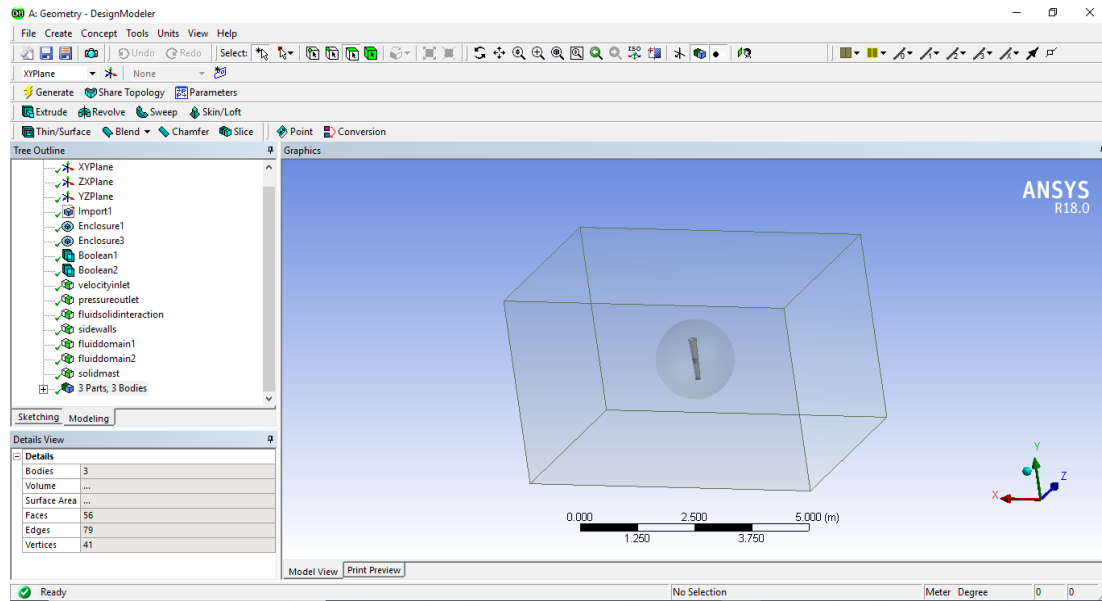 A: Geometry - DesignModeler
File Create Concept Tools Units View Help
Undo Redo Select:
XYPlane None
Generate Share Topology Parameters
Extrude Revolve Sweep Skin/Loft
Thin/Surface Blend Chamfer Slice Point Conversion
Tree Outline
XYPlane
ZXPlane
YZPlane
Import1
Enclosure1
Enclosure3
Boolean1
Boolean2
velocityinlet
pressureoutlet
fluidsolidinteraction
sidewalls
fluiddomain1
fluiddomain2
solidmast
3 Parts, 3 Bodies
Sketching Modeling
Details View
Details
Bodies 3
Volume ...
Surface Area ...
Faces 56
Edges 79
Vertices 41
Graphics
ANSYS
R18.0
Y
Z
X
0.000 2.500 5.000 (m)
1.250 3.750
Model View Print Preview
Ready No Selection Meter Degree 0 0